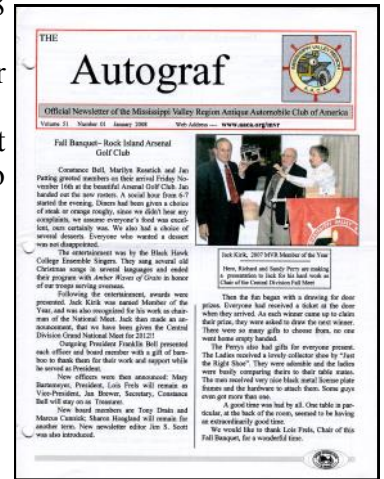 THE
Autograf
Official Newsletter of the Mississippi Valley Region Antique Automobile Club of America
Volume 51 Number 01 January 2008 Web Address — www.aaca.org/mvr
Fall Banquet– Rock Island Arsenal
Golf Club
Constance Bell, Marilyn Resetich and Jan
Patting greeted members on their arrival Friday No-
vember 16th at the beautiful Arsenal Golf Club. Jan
handed out the new rosters. A social hour from 6-7
started the evening. Diners had been given a choice
of steak or orange roughy, since we didn't hear any
complaints, we assume everyone's food was excel-
lent, ours certainly was. We also had a choice of
several desserts. Everyone who wanted a dessert
was not disappointed.
The entertainment was by the Black Hawk
College Ensemble Singers. They sang several old
Christmas songs in several languages and ended
their program with Amber Waves of Grain in honor
of our troops serving overseas.
Following the entertainment, awards were
presented. Jack Kirik was named Member of the
Year, and was also recognized for his work as chair-
man of the National Meet. Jack then made an an-
nouncement, that we have been given the Central
Division Grand National Meet for 2012!!
Outgoing President Franklin Bell presented
each officer and board member with a gift of bam-
boo to thank them for their work and support while
he served as President.
New officers were then announced: Mary
Bartemeyer, President, Lois Frels will remain as
Vice-President, Jan Brewer, Secretary, Constance
Bell will stay on as Treasurer.
New board members are Tony Drain and
Marcus Cunnick; Sharon Hoagland will remain for
another term. New newsletter editor Jim S. Scott
was also introduced.
Jack Kirik, 2007 MVR Member of the Year
Here, Richard and Sandy Perry are making
a presentation to Jack for his hard work as
Chair of the Central Division Fall Meet
Then the fun began with a drawing for door
prizes. Everyone had received a ticket at the door
when they arrived. As each winner came up to claim
their prize, they were asked to draw the next winner.
There were so many gifts to choose from, no one
went home empty handed.
The Perrys also had gifts for everyone present.
The Ladies received a lovely collector shoe by "Just
the Right Shoe". They were adorable and the ladies
were busily comparing theirs to their table mates.
The men received very nice black metal license plate
frames and the hardware to attach them. Some guys
even got more than one.
A good time was had by all. One table in par-
ticular, at the back of the room, seemed to be having
an extraordinarily good time.
We would like to thank Lois Frels, Chair of this
Fall Banquet, for a wonderful time.